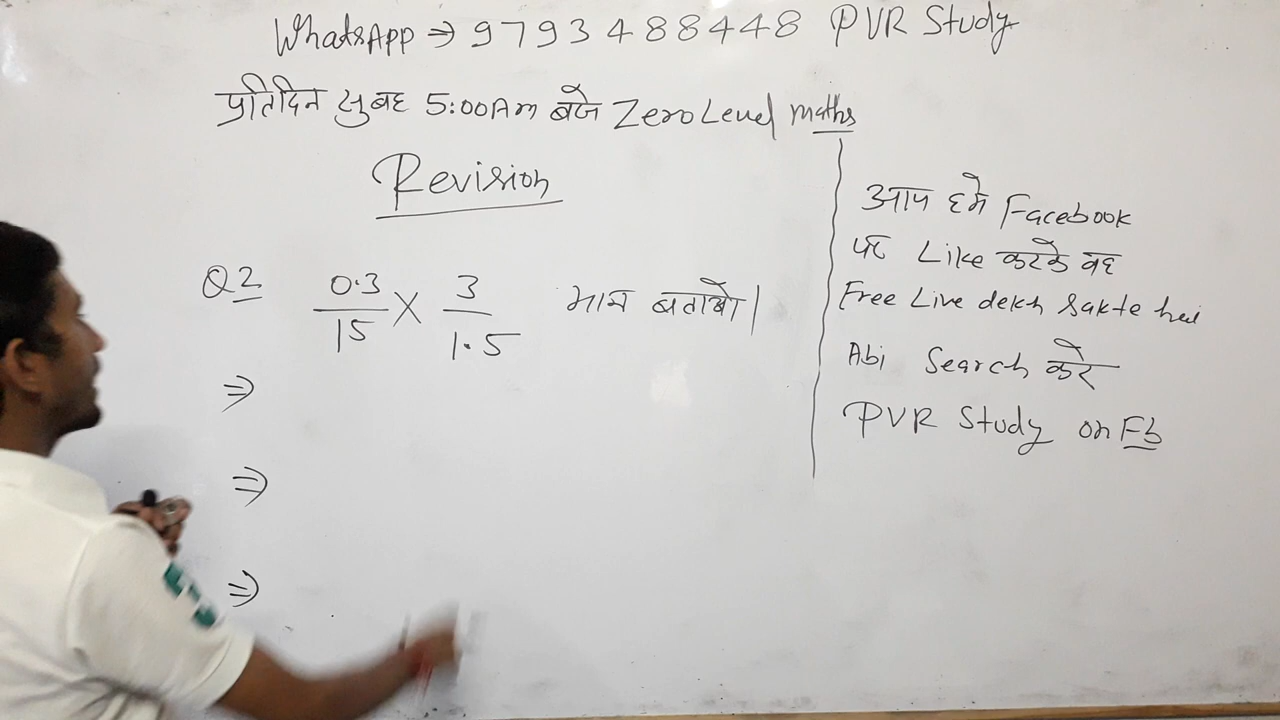 WhatsApp ⇒ 9793488448 PVR Study
प्रतिदिन सुबह 5:00Am बजे Zero Level maths
Revision
Q2 0.3/15 X 3/1.5 मान बताओ।
⇒
⇒
⇒
आप हमे Facebook
पर Like करके वह
Free Live dekh sakte hai
Abi Search करे
PVR Study on Fb